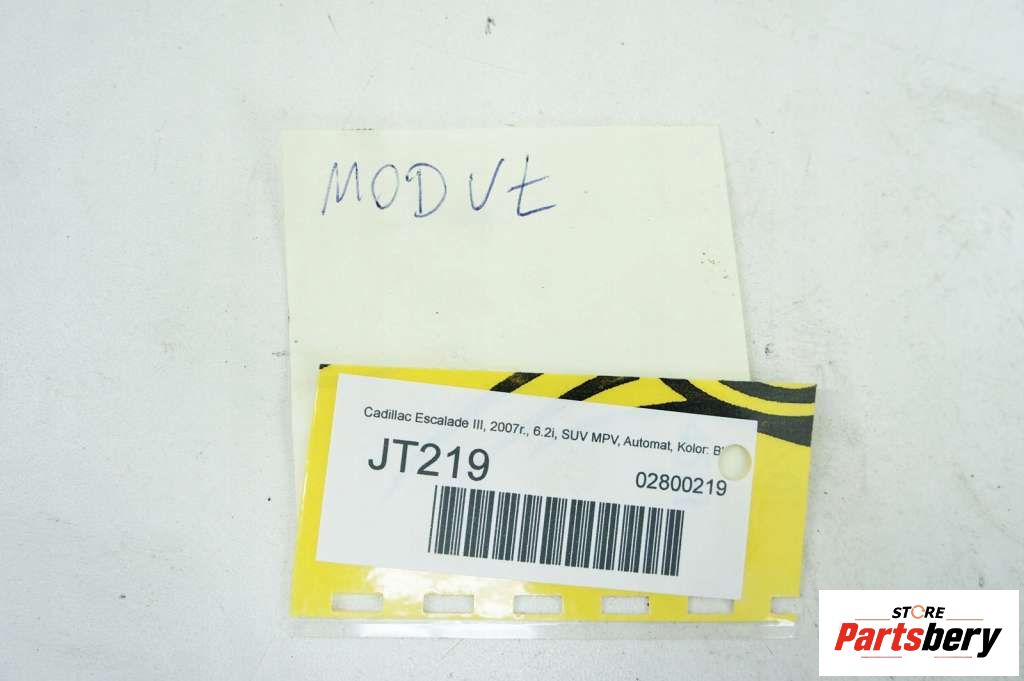 MODUŁ
Cadillac Escalade III, 2007r., 6.2i, SUV MPV, Automat, Kolor:
JT219
02800219
STORE
Partsbery